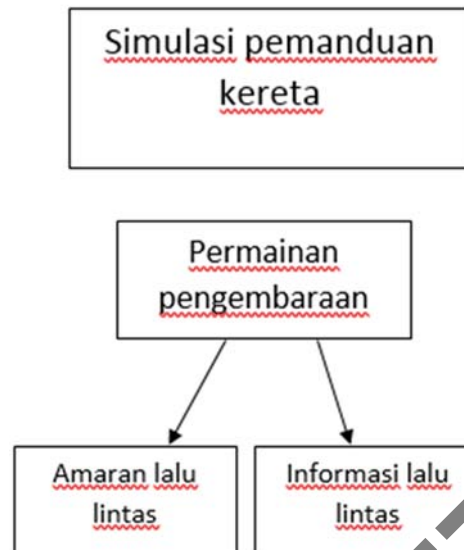 Simulasi pemanduan
kereta
Permainan
pengembaraan
Amaran lalu
lintas
Informasi lalu
lintas